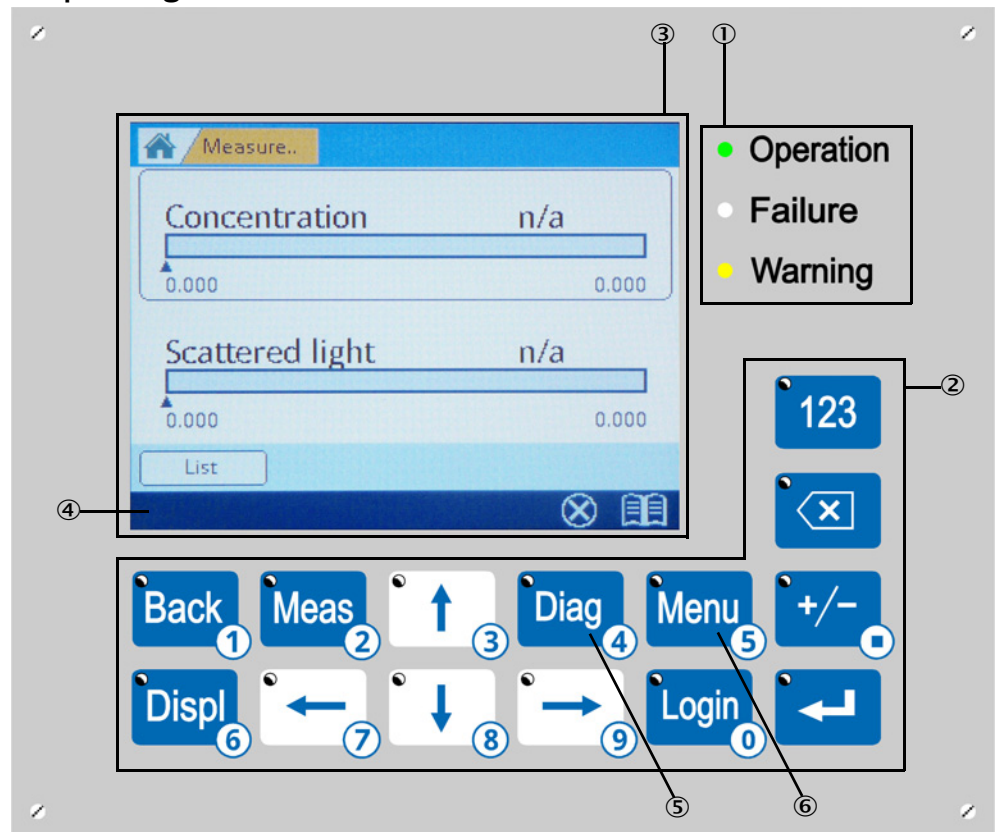 ③ ①
Measure..
Operation
Failure
Warning
Concentration n/a
0.000 0.000
Scattered light n/a
0.000 0.000
List
②
123
④
Back 1 Meas 2 3 Diag 4 Menu 5 +/-
Displ 6 7 8 9 Login 0
⑤ ⑥